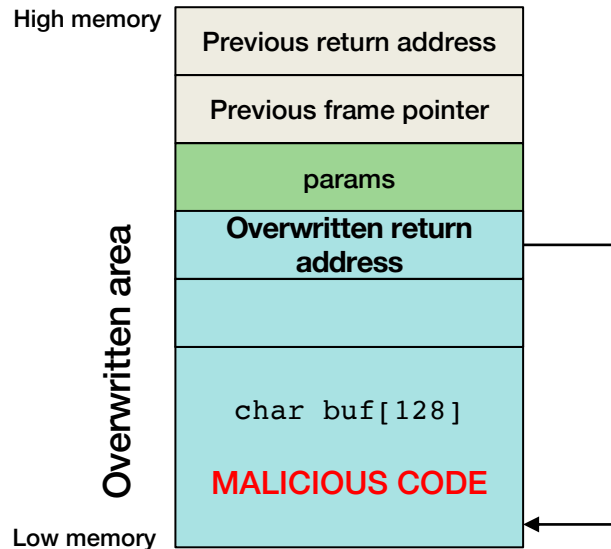 High memory
Previous return address
Previous frame pointer
params
Overwritten return
address
Overwritten area
char buf[128]
MALICIOUS CODE
Low memory